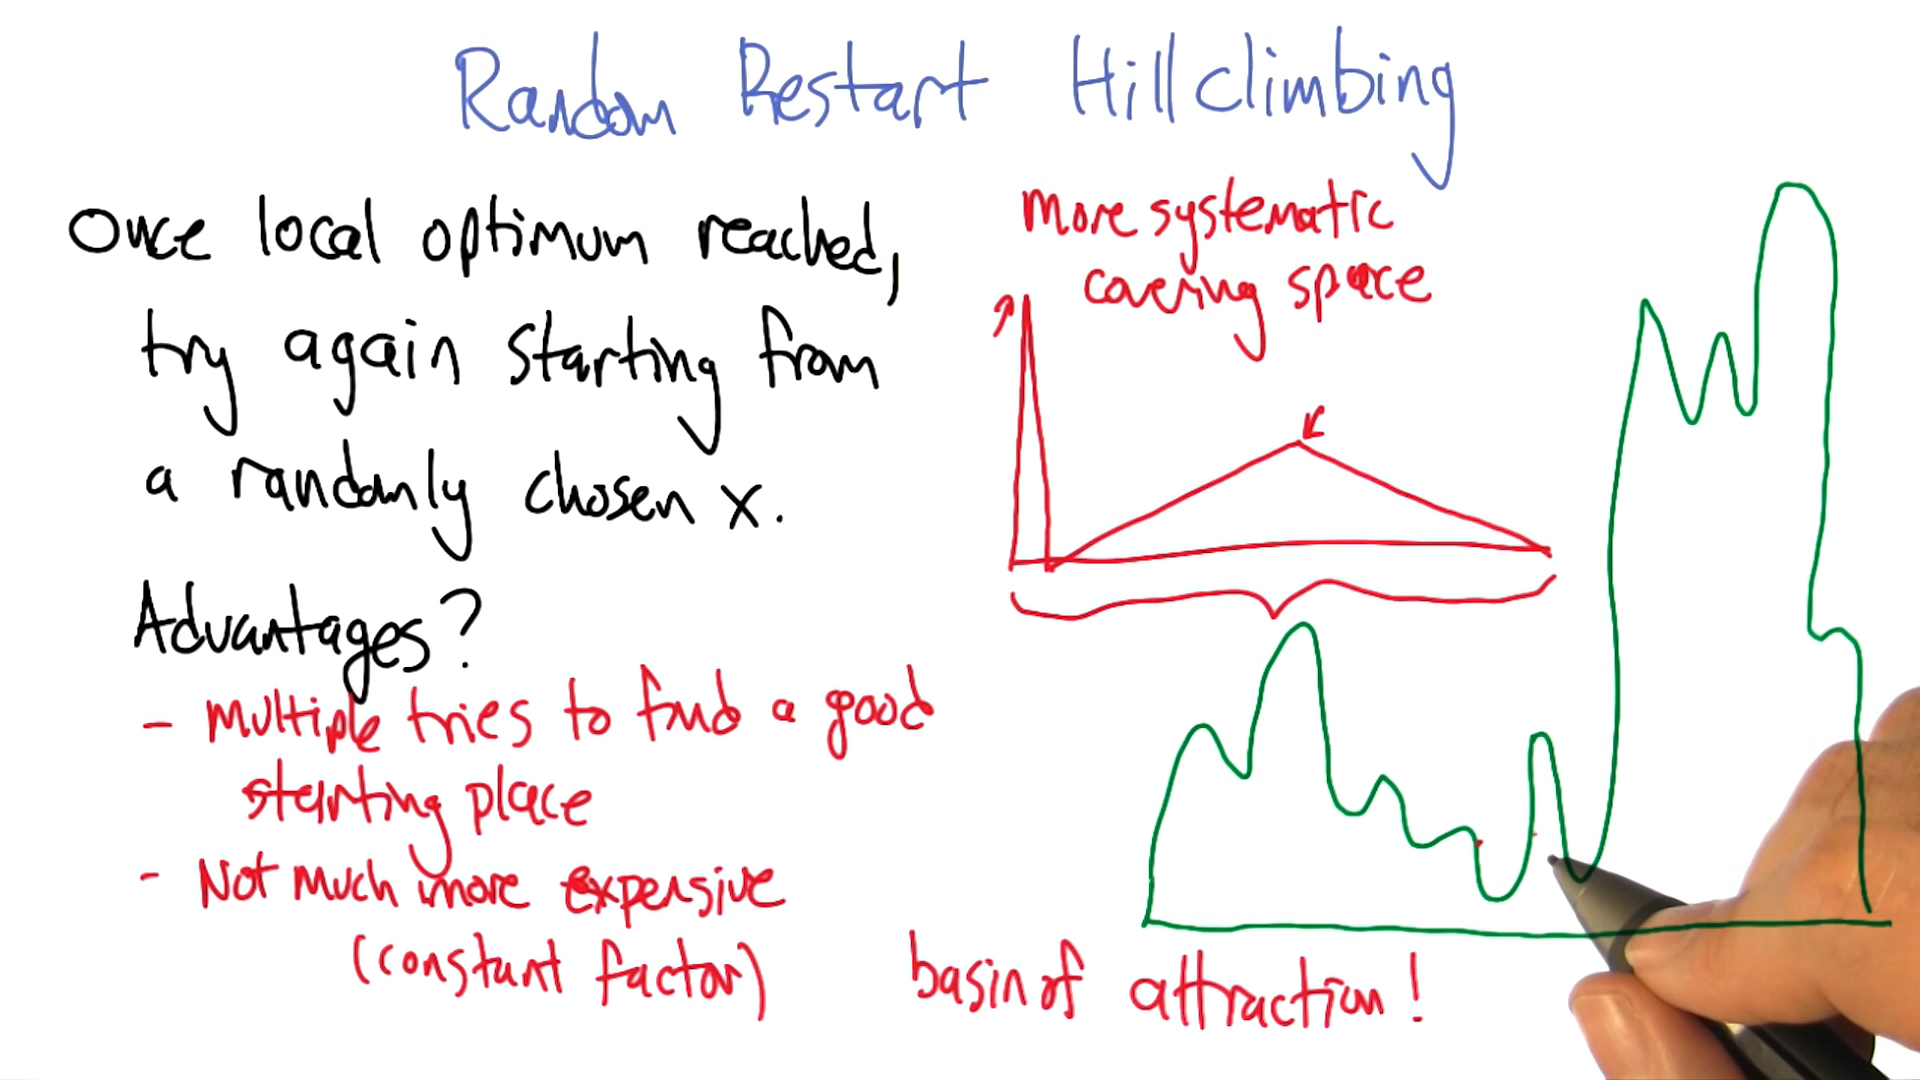 Random Restart Hillclimbing
Once local optimum reached,
try again starting from
a randomly chosen x.
Advantages?
- multiple tries to find a good
starting place
- Not much more expensive
(constant factor)
more systematic
covering space
basin of attraction!